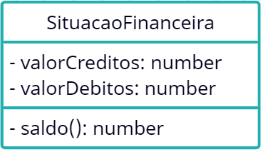 SituacaoFinanceira
- valorCreditos: number
- valorDebitos: number
- saldo(): number